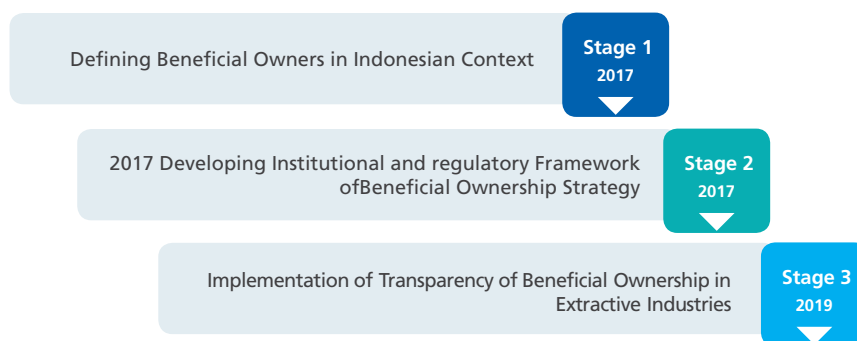 Defining Beneficial Owners in Indonesian Context
Stage 1
2017
2017 Developing Institutional and regulatory Framework
ofBeneficial Ownership Strategy
Stage 2
2017
Implementation of Transparency of Beneficial Ownership in
Extractive Industries
Stage 3
2019